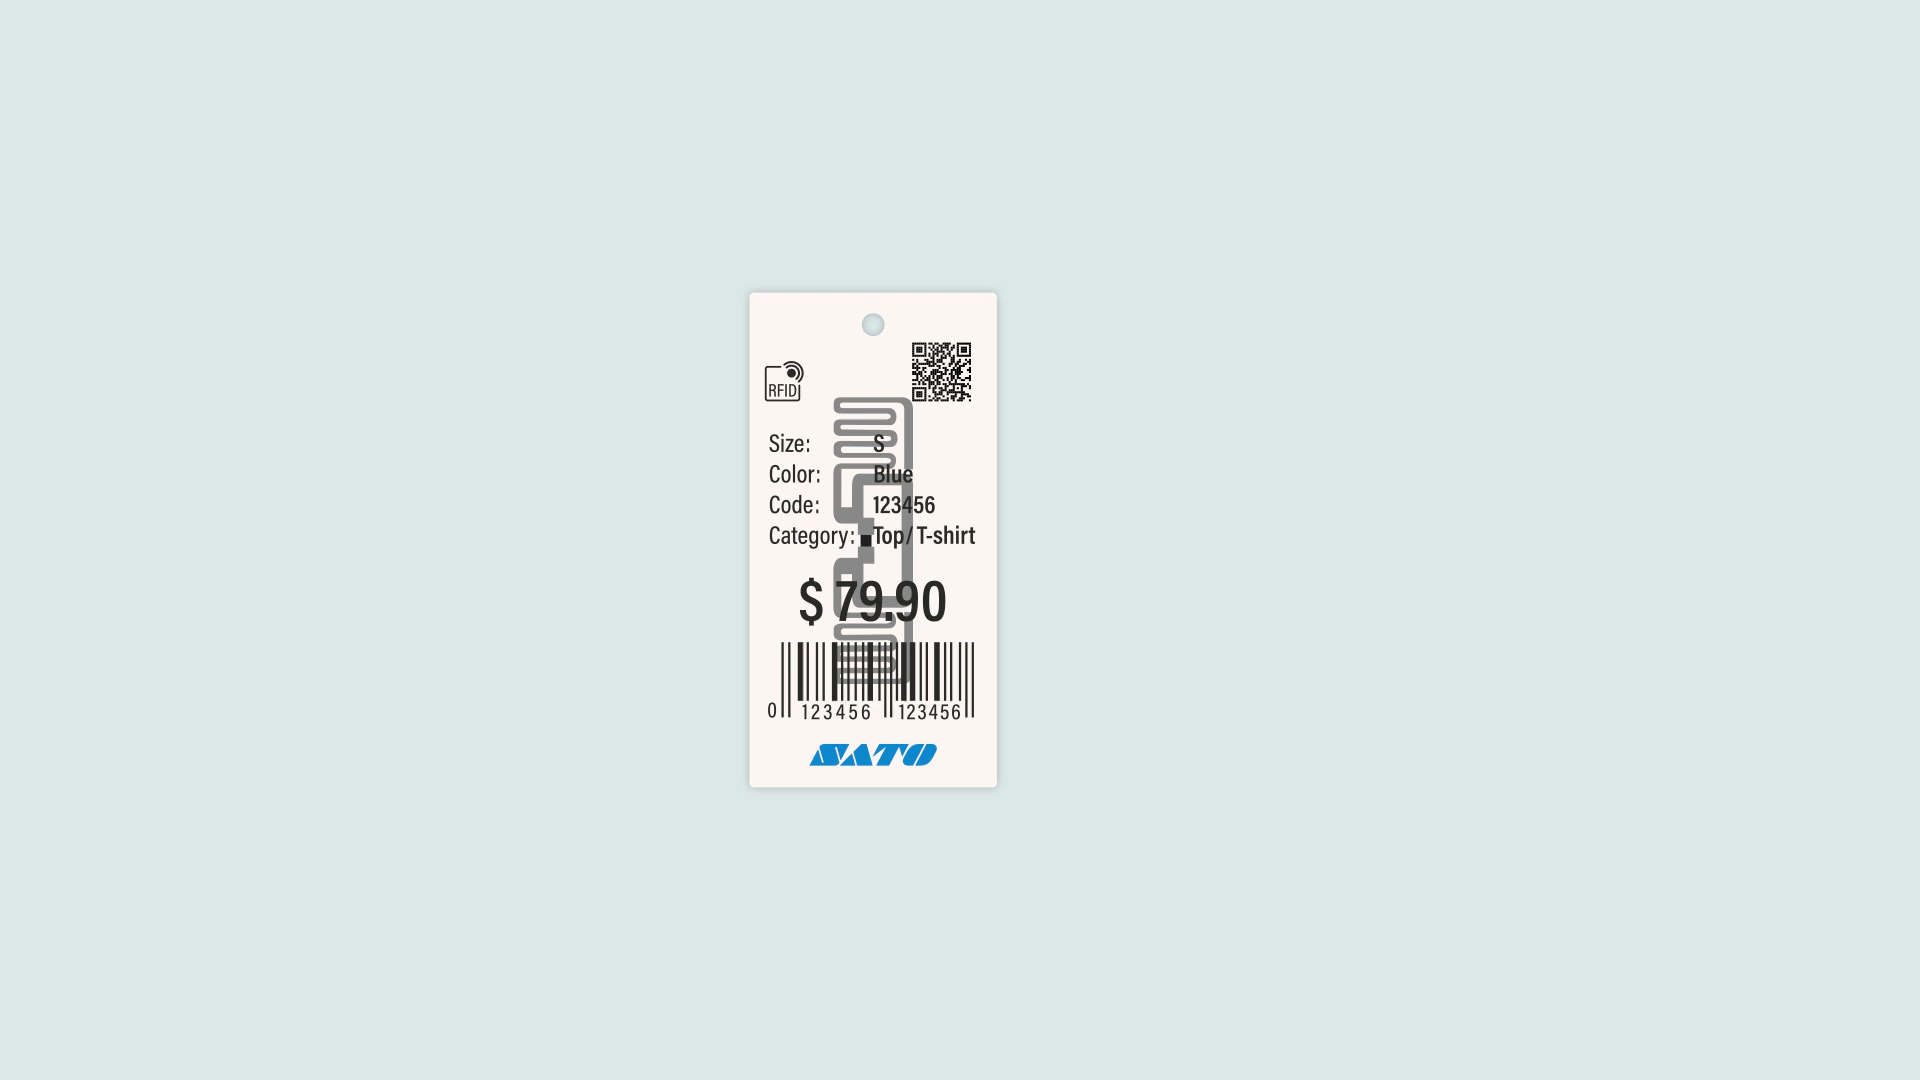 RFID
Size: S
Color: Blue
Code: 123456
Category: Top / T-shirt
$ 79.90
0 123456 123456
SATO